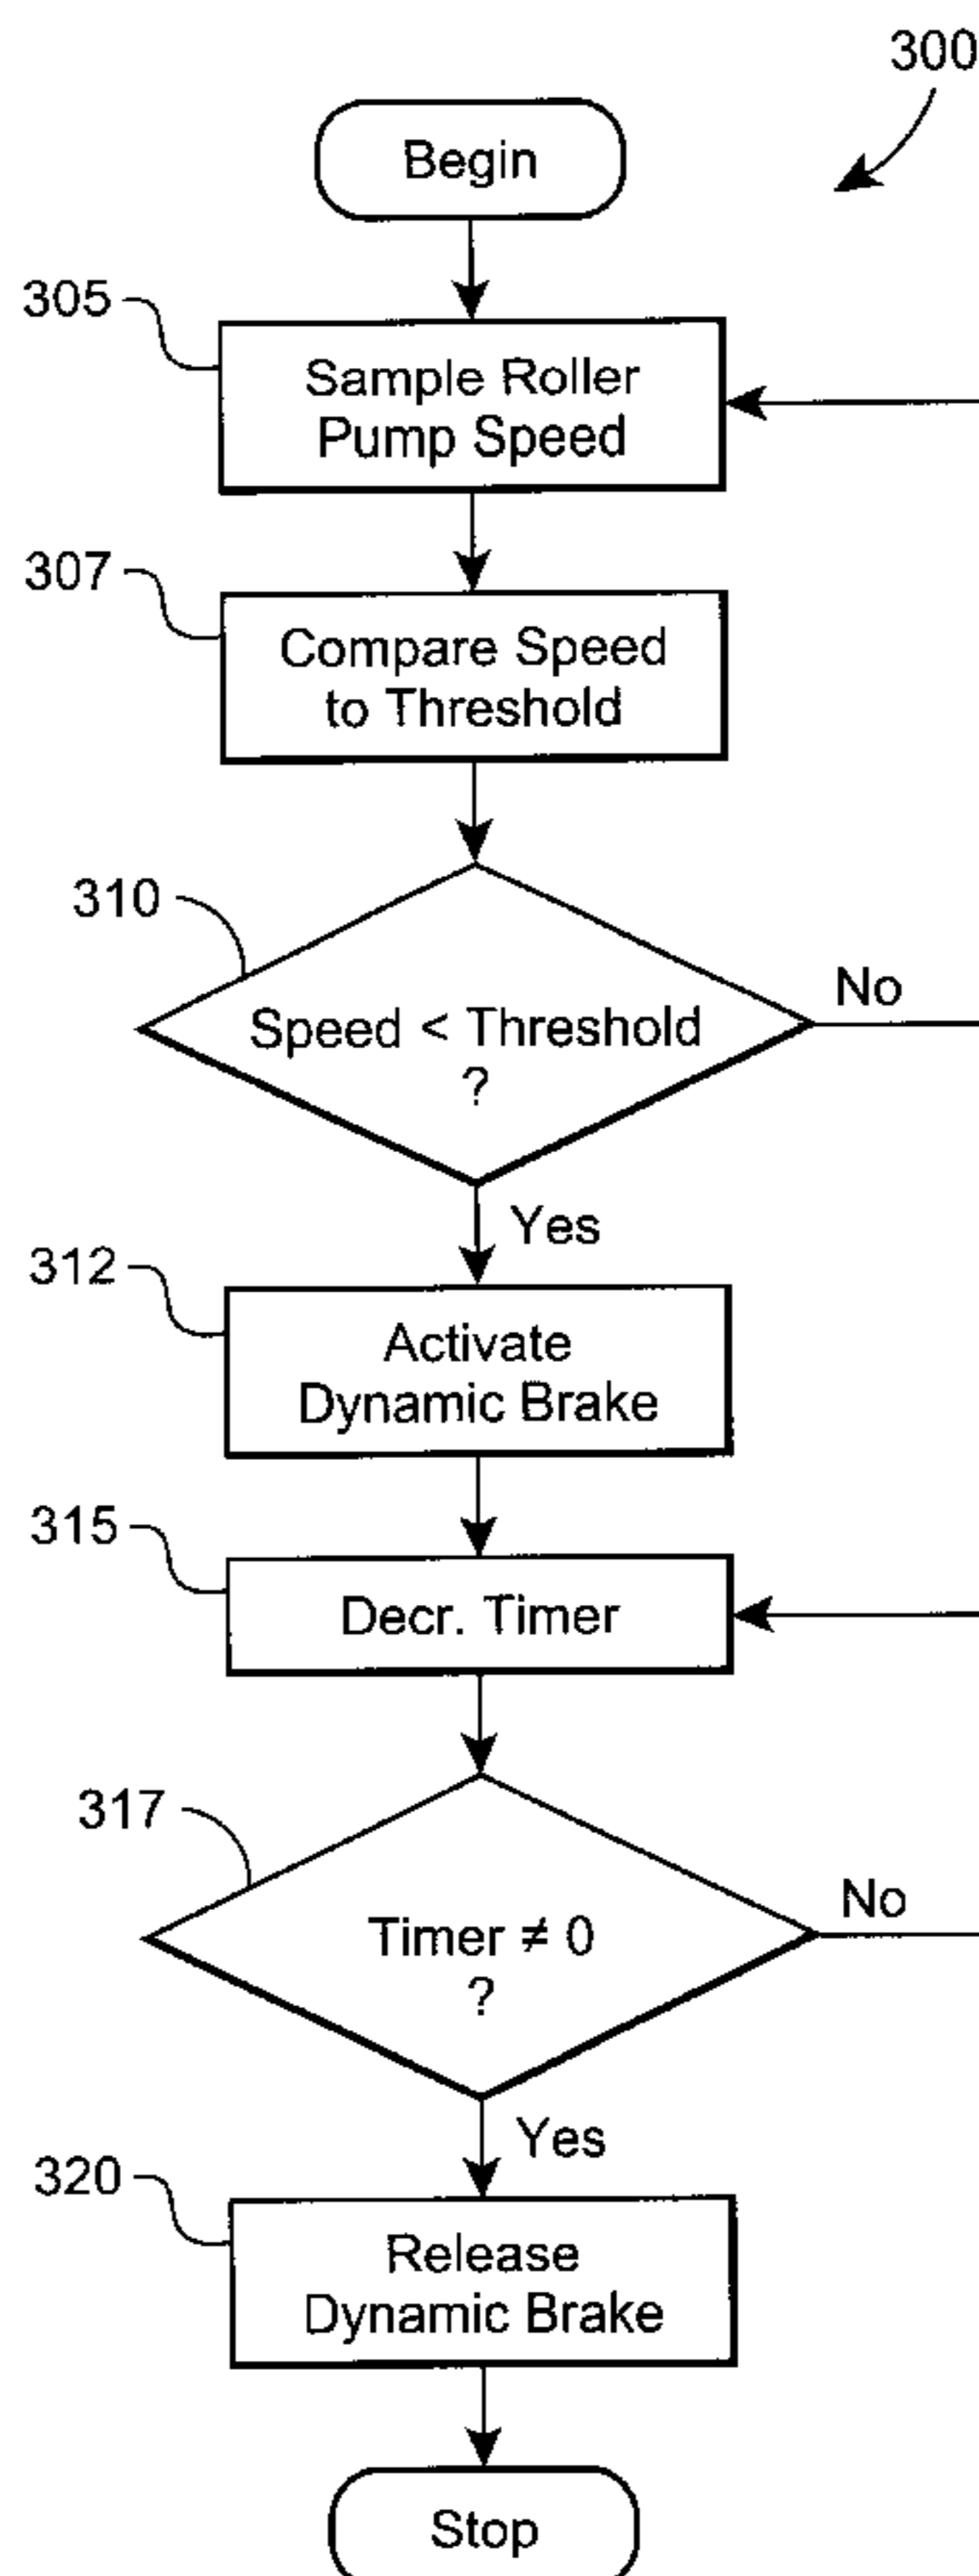 300
Begin
305
Sample Roller
Pump Speed
307
Compare Speed
to Threshold
310
Speed < Threshold
?
No
Yes
312
Activate
Dynamic Brake
315
Decr. Timer
317
Timer ≠ 0
?
No
Yes
320
Release
Dynamic Brake
Stop